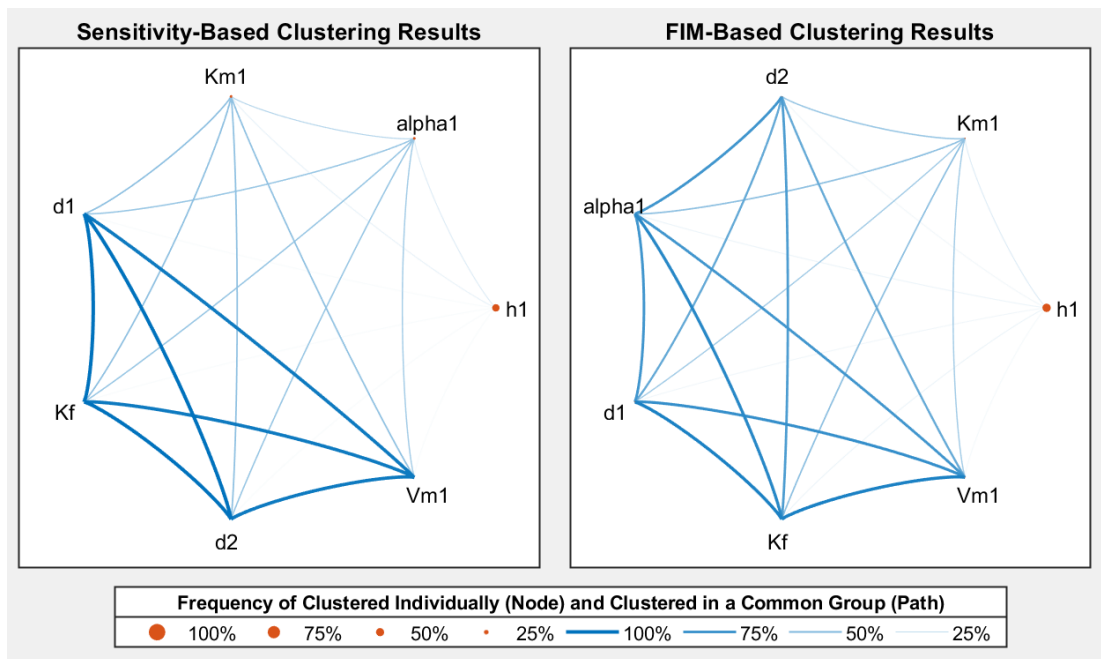 Sensitivity-Based Clustering Results
Km1
alpha1
d1
h1
Kf
Vm1
d2
FIM-Based Clustering Results
d2
Km1
alpha1
h1
d1
Vm1
Kf
Frequency of Clustered Individually (Node) and Clustered in a Common Group (Path)
100% 75% 50% 25% 100% 75% 50% 25%